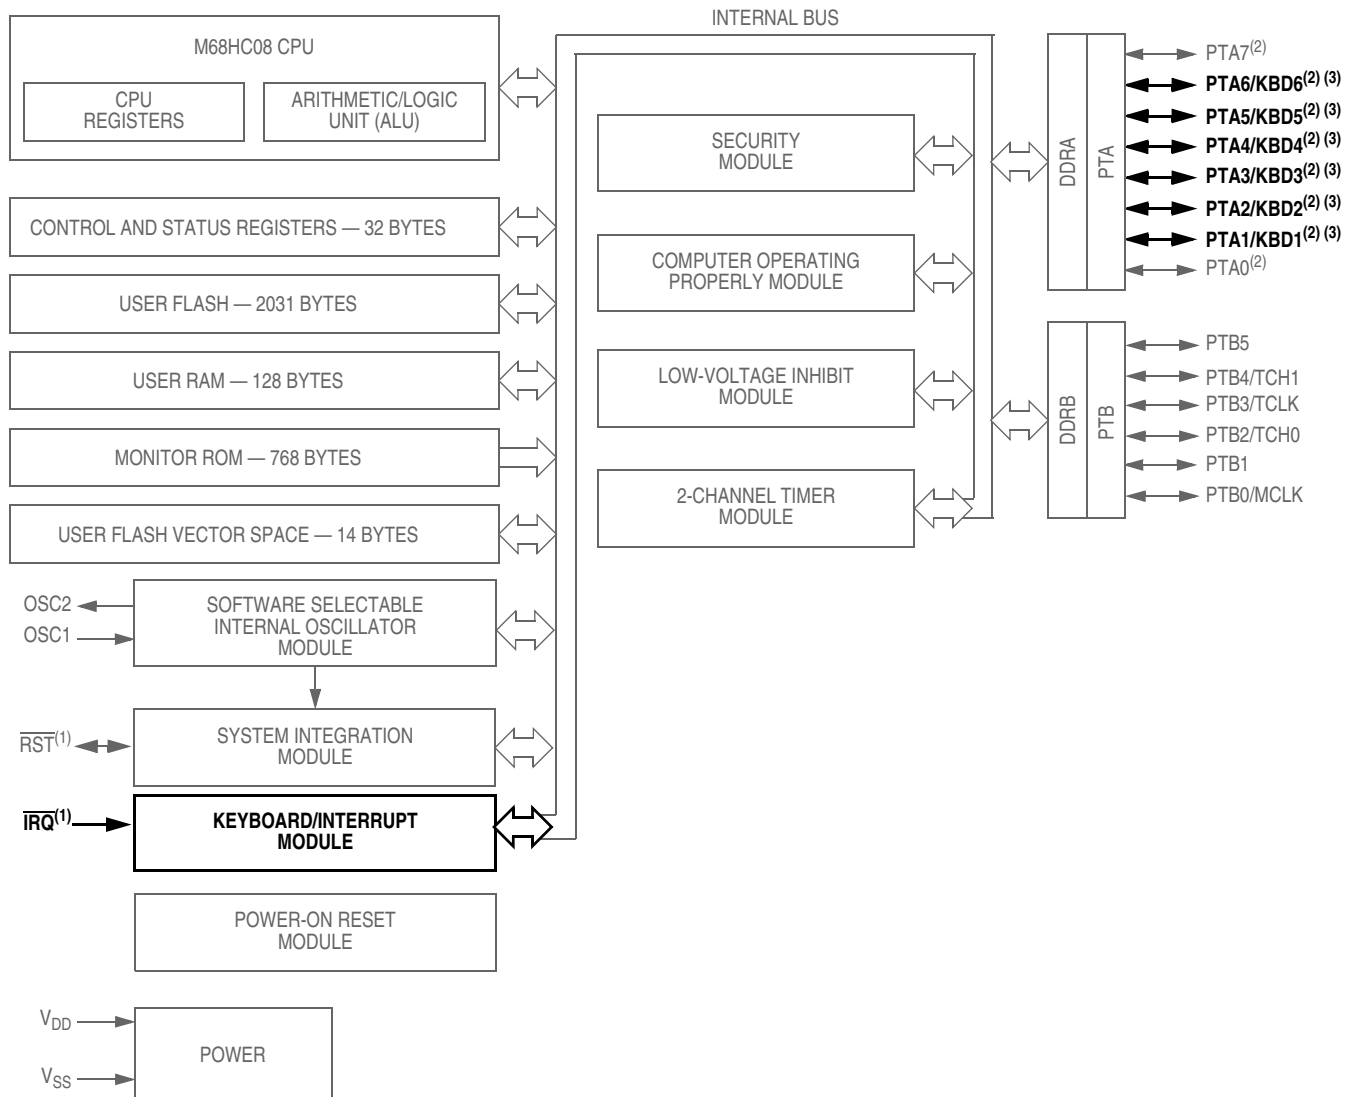 INTERNAL BUS
M68HC08 CPU
CPU
REGISTERS
ARITHMETIC/LOGIC
UNIT (ALU)
CONTROL AND STATUS REGISTERS — 32 BYTES
USER FLASH — 2031 BYTES
USER RAM — 128 BYTES
MONITOR ROM — 768 BYTES
USER FLASH VECTOR SPACE — 14 BYTES
OSC2
OSC1
SOFTWARE SELECTABLE
INTERNAL OSCILLATOR
MODULE
RST(1)
SYSTEM INTEGRATION
MODULE
IRQ(1)
KEYBOARD/INTERRUPT
MODULE
POWER-ON RESET
MODULE
VDD
VSS
POWER
SECURITY
MODULE
COMPUTER OPERATING
PROPERLY MODULE
LOW-VOLTAGE INHIBIT
MODULE
2-CHANNEL TIMER
MODULE
DDRA
PTA
PTA7(2)
PTA6/KBD6(2) (3)
PTA5/KBD5(2) (3)
PTA4/KBD4(2) (3)
PTA3/KBD3(2) (3)
PTA2/KBD2(2) (3)
PTA1/KBD1(2) (3)
PTA0(2)
DDRB
PTB
PTB5
PTB4/TCH1
PTB3/TCLK
PTB2/TCH0
PTB1
PTB0/MCLK